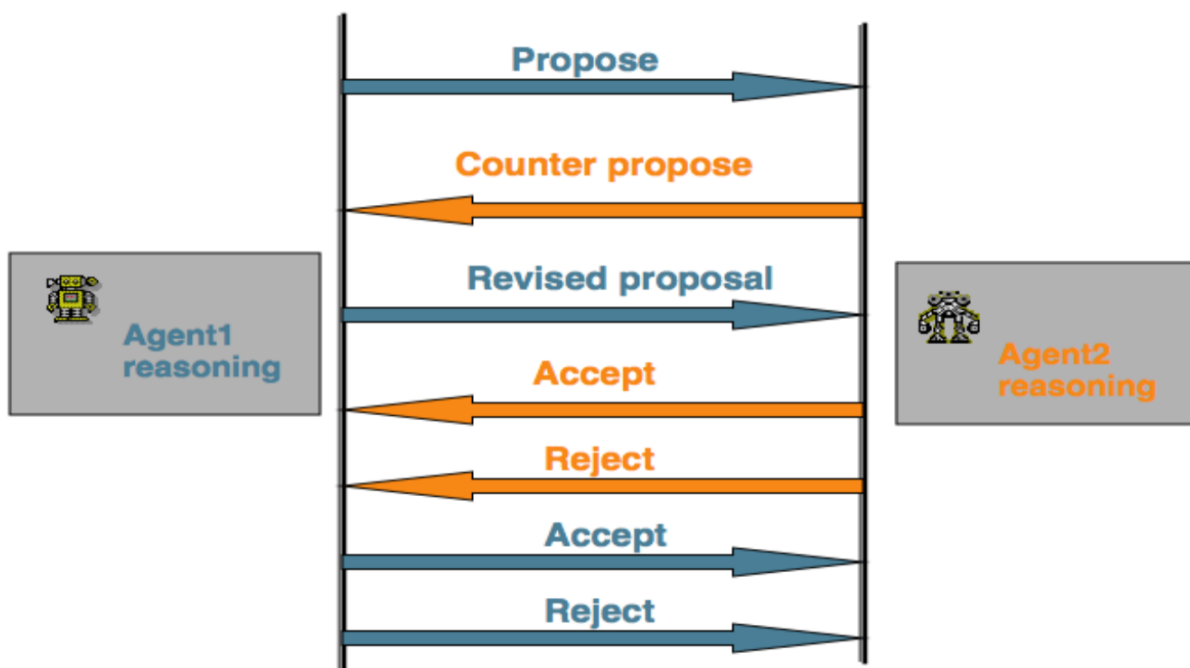 Propose
Counter propose
Revised proposal
Agent1
reasoning
Agent2
reasoning
Accept
Reject
Accept
Reject